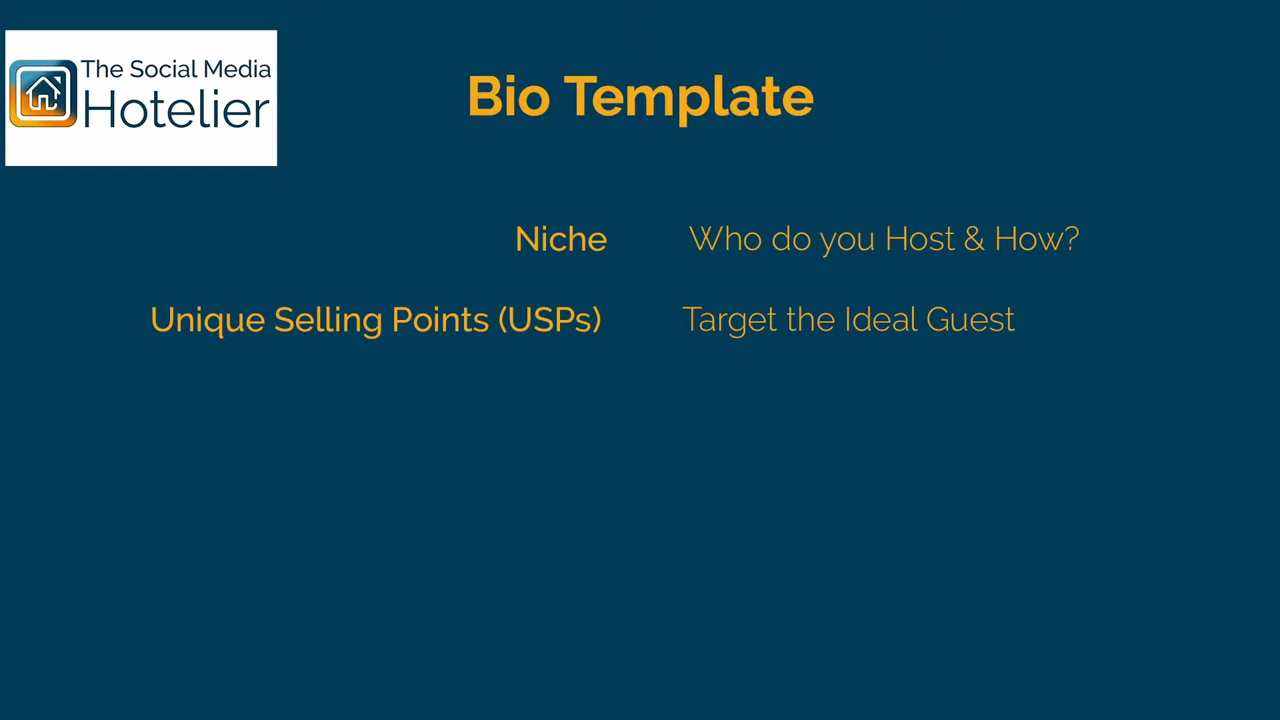 The Social Media
Hotelier
Bio Template
Niche Who do you Host & How?
Unique Selling Points (USPs) Target the Ideal Guest